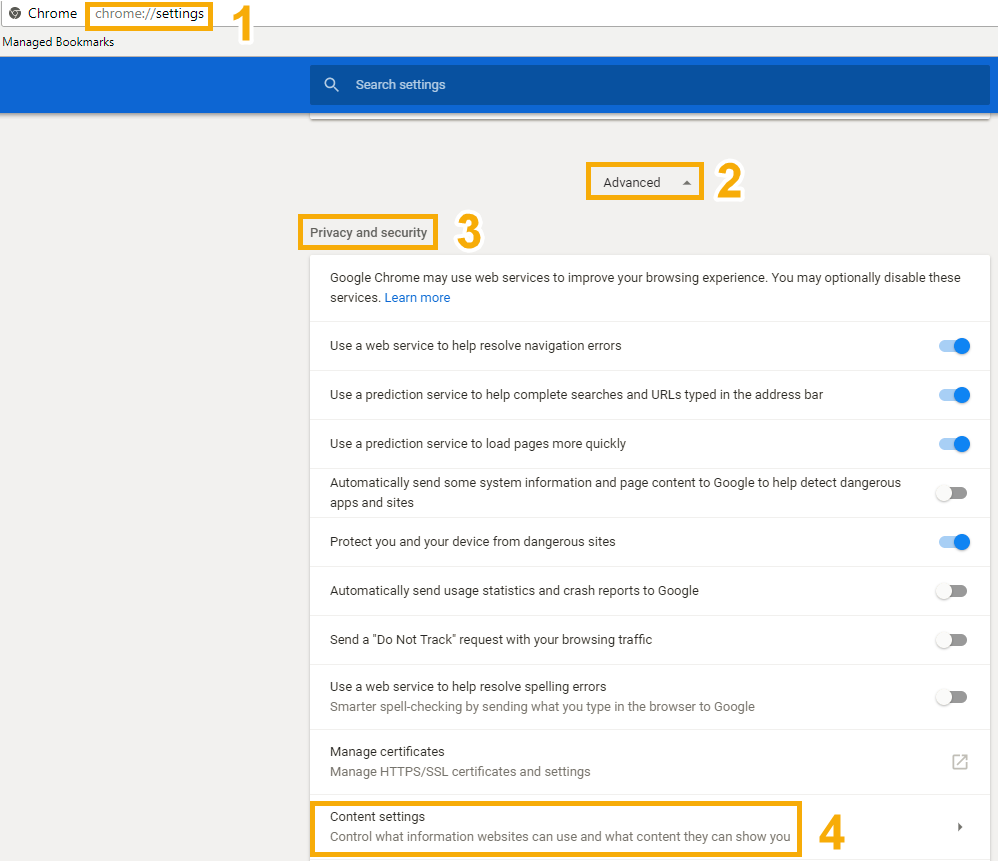 Chrome chrome://settings 1
Managed Bookmarks
Search settings
Advanced 2
Privacy and security 3
Google Chrome may use web services to improve your browsing experience. You may optionally disable these
services. Learn more
Use a web service to help resolve navigation errors
Use a prediction service to help complete searches and URLs typed in the address bar
Use a prediction service to load pages more quickly
Automatically send some system information and page content to Google to help detect dangerous
apps and sites
Protect you and your device from dangerous sites
Automatically send usage statistics and crash reports to Google
Send a "Do Not Track" request with your browsing traffic
Use a web service to help resolve spelling errors
Smarter spell-checking by sending what you type in the browser to Google
Manage certificates
Manage HTTPS/SSL certificates and settings
Content settings
Control what information websites can use and what content they can show you 4